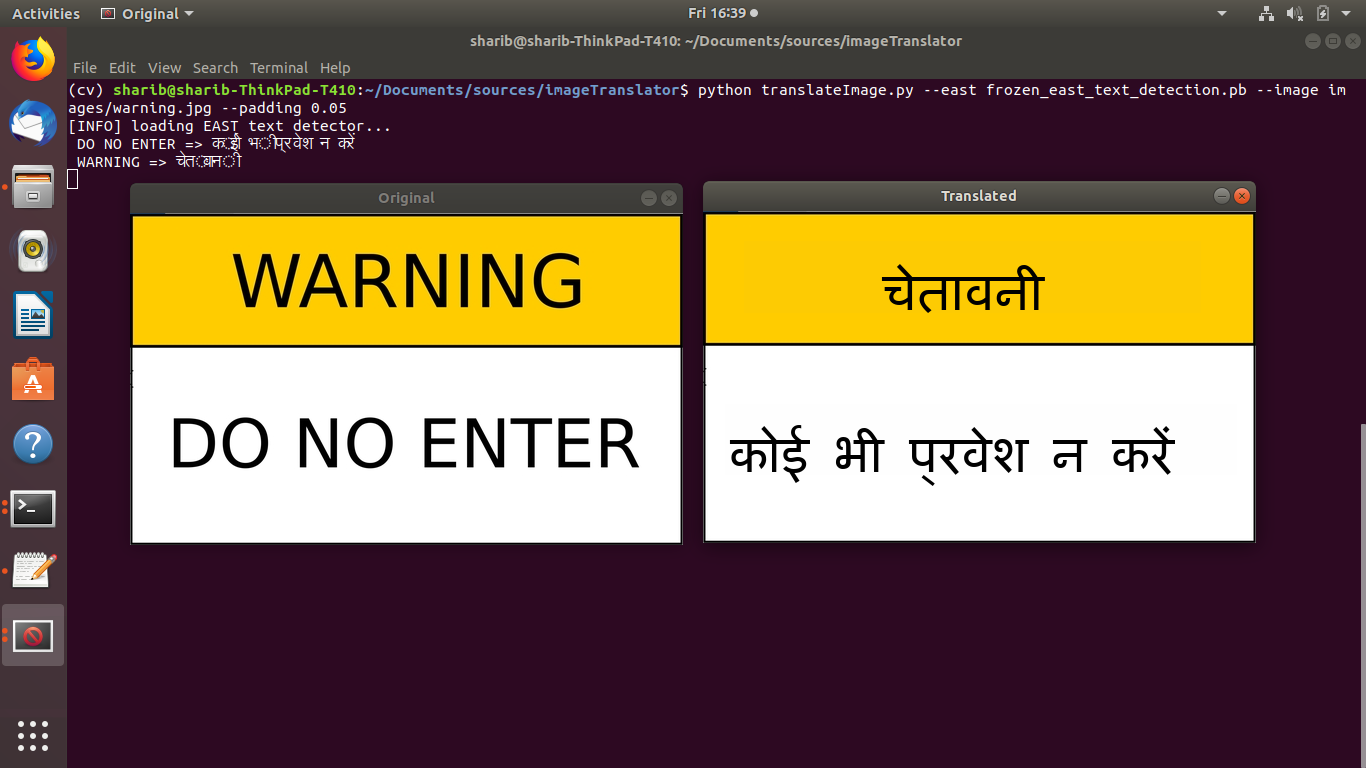 Activities Original Fri 16:39
sharib@sharib-ThinkPad-T410: ~/Documents/sources/imageTranslator
File Edit View Search Terminal Help
(cv) sharib@sharib-ThinkPad-T410:~/Documents/sources/imageTranslator$ python translateImage.py --east frozen_east_text_detection.pb --image im
ages/warning.jpg --padding 0.05
[INFO] loading EAST text detector...
DO NO ENTER => कोई भी प्रवेश न करें
WARNING => चेतावनी
Original
WARNING
DO NO ENTER
Translated
चेतावनी
कोई भी प्रवेश न करें